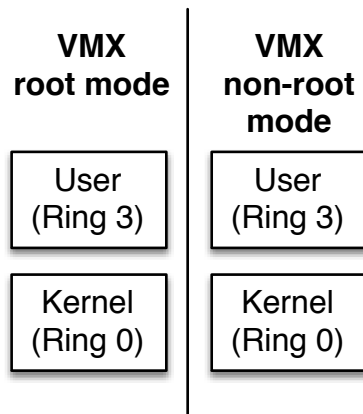 VMX
root mode
User
(Ring 3)
Kernel
(Ring 0)
VMX
non-root
mode
User
(Ring 3)
Kernel
(Ring 0)